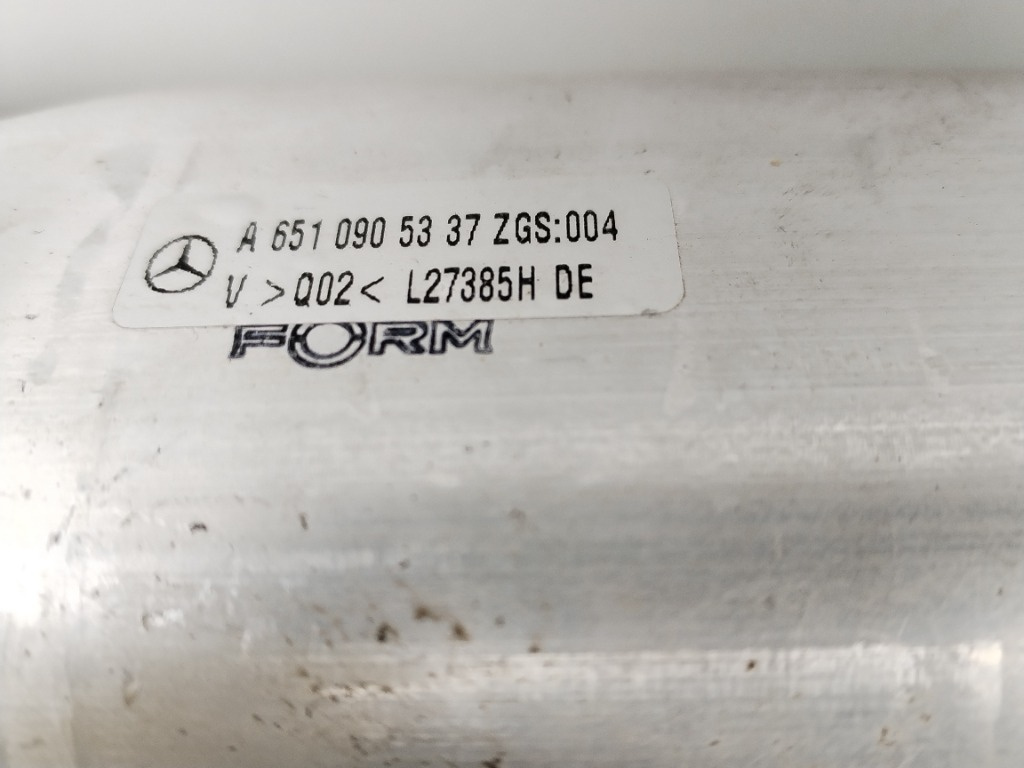 A 651 090 53 37 ZGS:004
V >Q02< L27385H DE
FORM